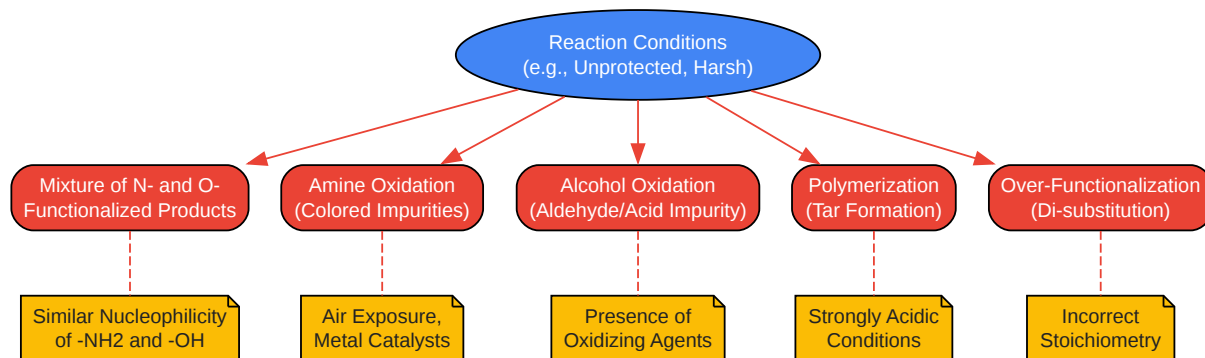 Reaction Conditions
(e.g., Unprotected, Harsh)
Mixture of N- and O-
Functionalized Products
Amine Oxidation
(Colored Impurities)
Alcohol Oxidation
(Aldehyde/Acid Impurity)
Polymerization
(Tar Formation)
Over-Functionalization
(Di-substitution)
Similar Nucleophilicity
of -NH2 and -OH
Air Exposure,
Metal Catalysts
Presence of
Oxidizing Agents
Strongly Acidic
Conditions
Incorrect
Stoichiometry